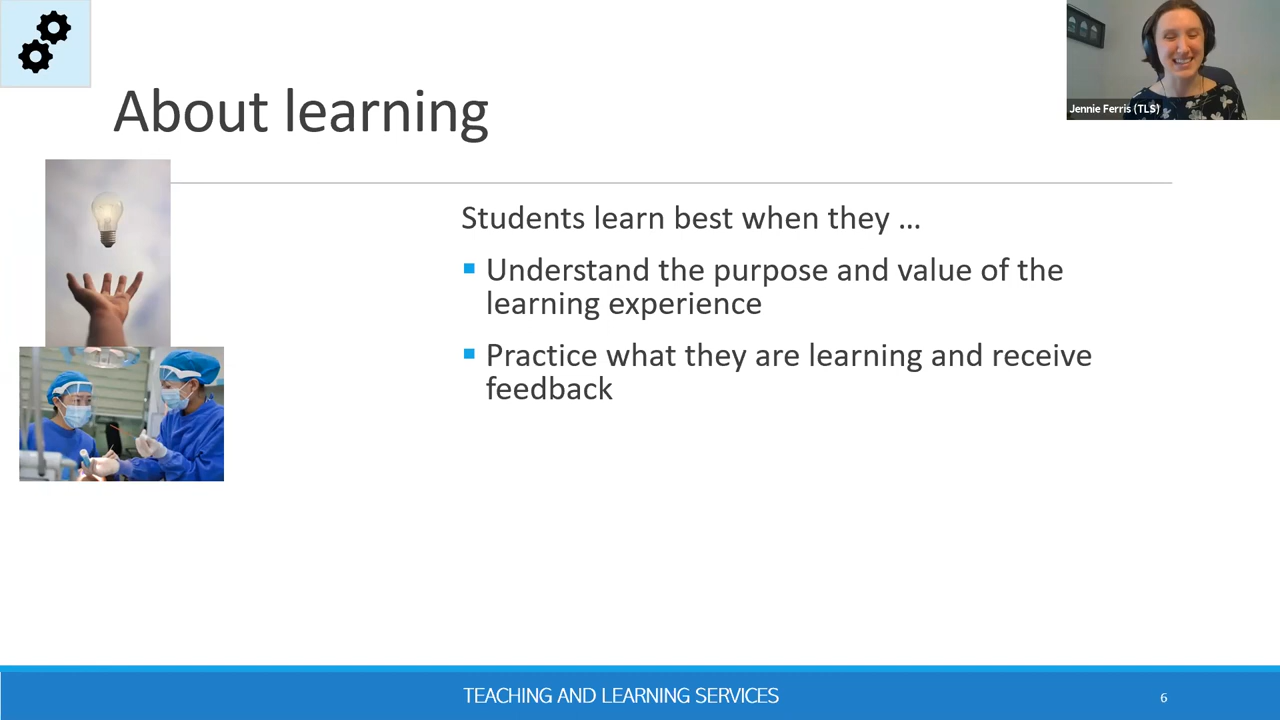 About learning
Jennie Ferris (TLS)
Students learn best when they ...
▪ Understand the purpose and value of the
learning experience
▪ Practice what they are learning and receive
feedback
TEACHING AND LEARNING SERVICES
6